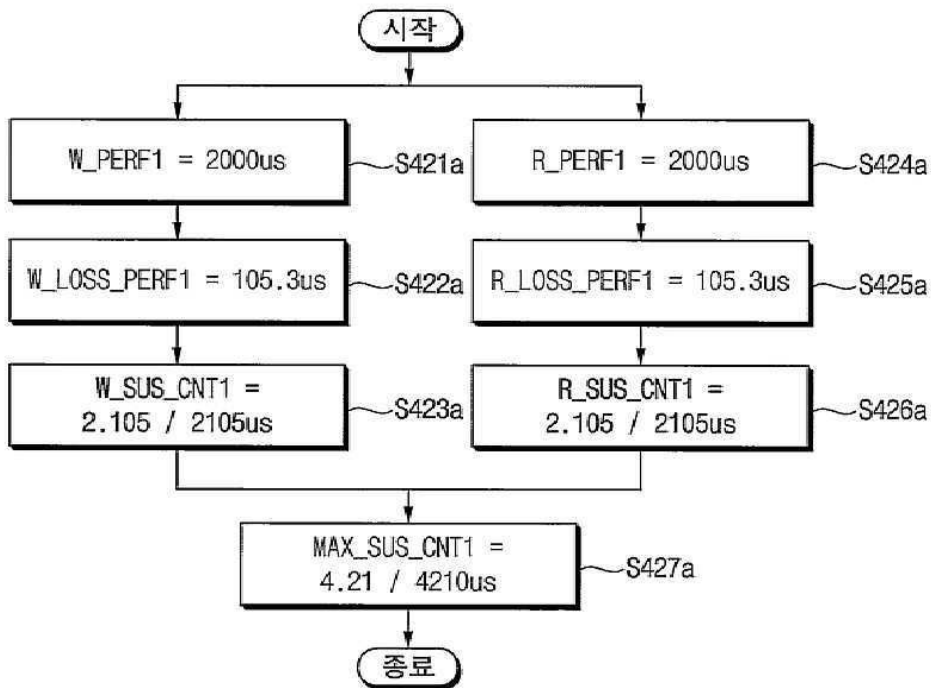 시작
W_PERF1 = 2000us
S421a
R_PERF1 = 2000us
S424a
W_LOSS_PERF1 = 105.3us
S422a
R_LOSS_PERF1 = 105.3us
S425a
W_SUS_CNT1 =
2.105 / 2105us
S423a
R_SUS_CNT1 =
2.105 / 2105us
S426a
MAX_SUS_CNT1 =
4.21 / 4210us
S427a
종료